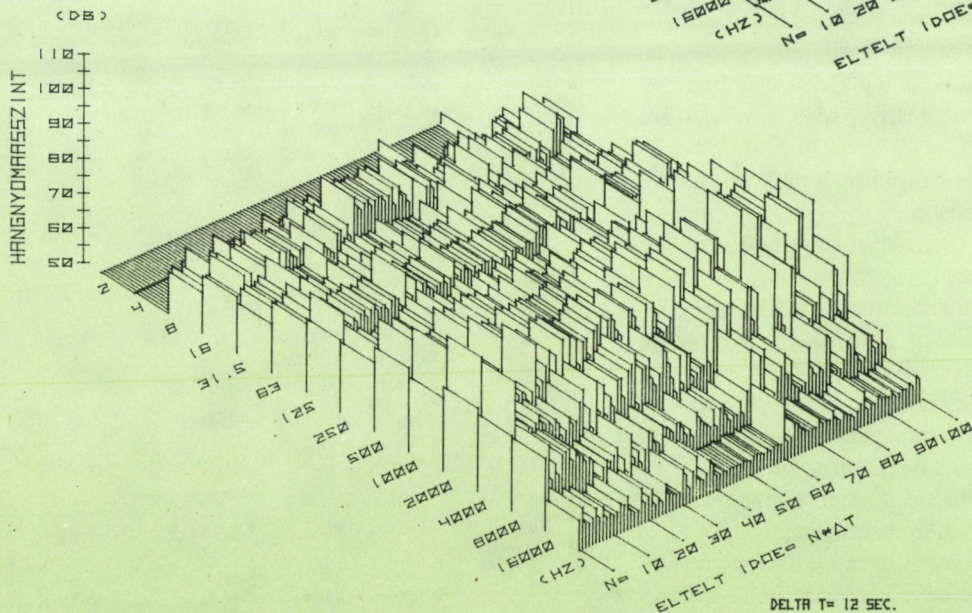 (DB)
16000
(HZ)
N= 10 20
ELTELT IDOE=
HANGNYOMAASSZINT
110
100
90
80
70
60
50
2
4
8
16
31.5
63
125
250
500
1000
2000
4000
8000
16000
(HZ)
N= 10 20 30 40 50 60 70 80 90 100
ELTELT IDOE= N*ΔT
DELTA T= 12 SEC.